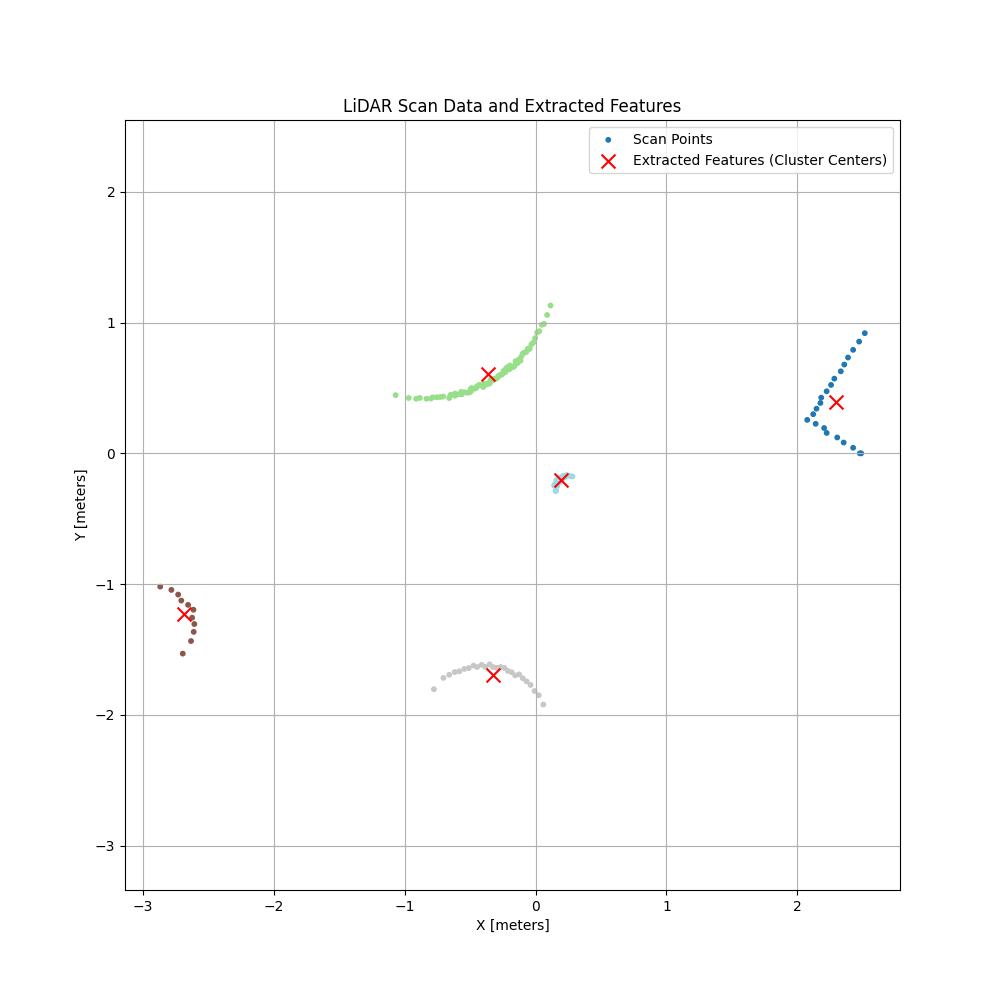 LiDAR Scan Data and Extracted Features
Scan Points
Extracted Features (Cluster Centers)
2
1
0
−1
−2
−3
Y [meters]
−3
−2
−1
0
1
2
X [meters]